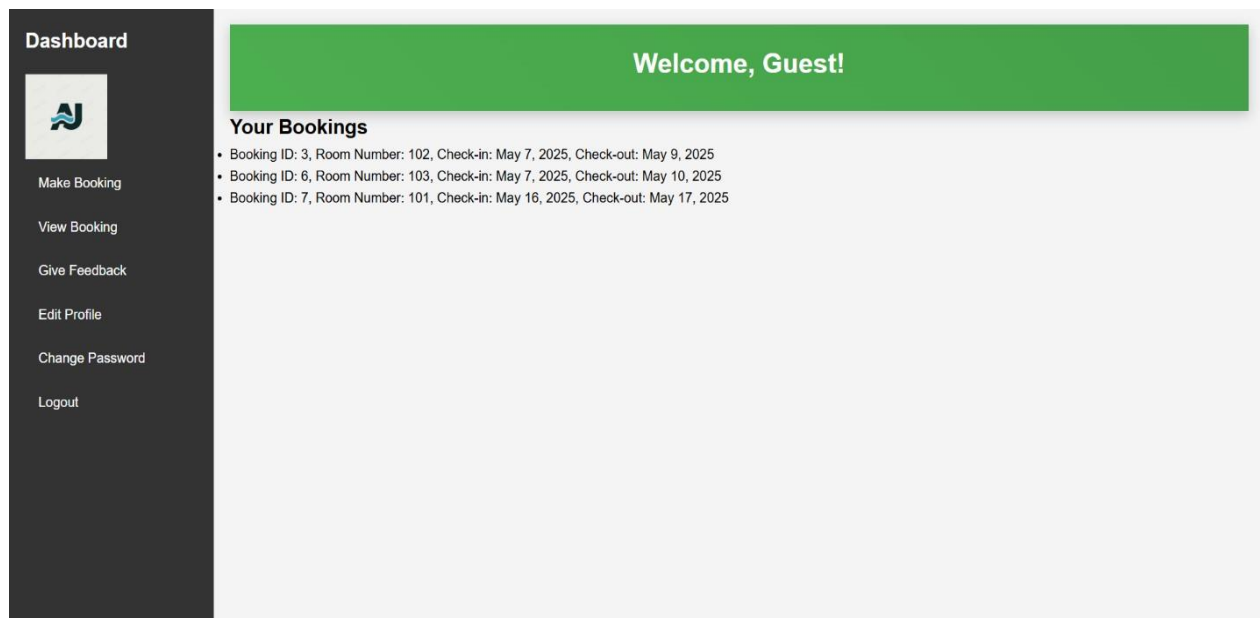 Dashboard
AJ
Make Booking
View Booking
Give Feedback
Edit Profile
Change Password
Logout
Welcome, Guest!
Your Bookings
• Booking ID: 3, Room Number: 102, Check-in: May 7, 2025, Check-out: May 9, 2025
• Booking ID: 6, Room Number: 103, Check-in: May 7, 2025, Check-out: May 10, 2025
• Booking ID: 7, Room Number: 101, Check-in: May 16, 2025, Check-out: May 17, 2025